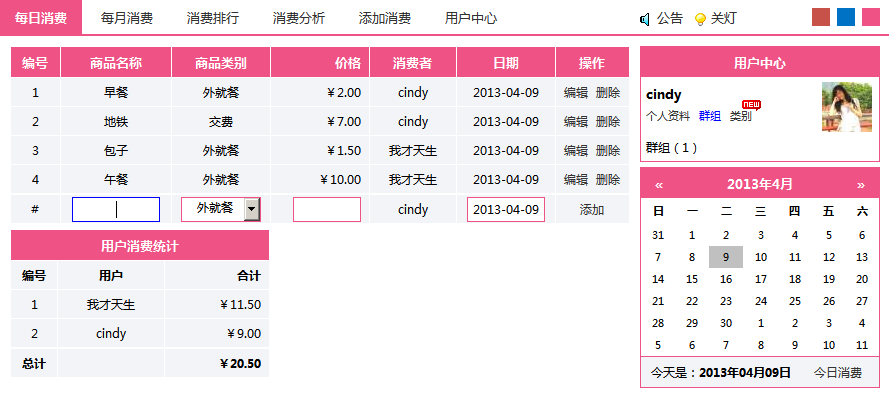 每日消费 每月消费 消费排行 消费分析 添加消费 用户中心 公告 关灯
编号 商品名称 商品类别 价格 消费者 日期 操作
1 早餐 外就餐 ￥2.00 cindy 2013-04-09 编辑 删除
2 地铁 交费 ￥7.00 cindy 2013-04-09 编辑 删除
3 包子 外就餐 ￥1.50 我才天生 2013-04-09 编辑 删除
4 午餐 外就餐 ￥10.00 我才天生 2013-04-09 编辑 删除
# 外就餐 cindy 2013-04-09 添加
用户消费统计
编号 用户 合计
1 我才天生 ￥11.50
2 cindy ￥9.00
总计 ￥20.50
用户中心
cindy
NEW
个人资料 群组 类别
群组 ( 1 )
« 2013年4月 »
日 一 二 三 四 五 六
31 1 2 3 4 5 6
7 8 9 10 11 12 13
14 15 16 17 18 19 20
21 22 23 24 25 26 27
28 29 30 1 2 3 4
5 6 7 8 9 10 11
今天是：2013年04月09日 今日消费